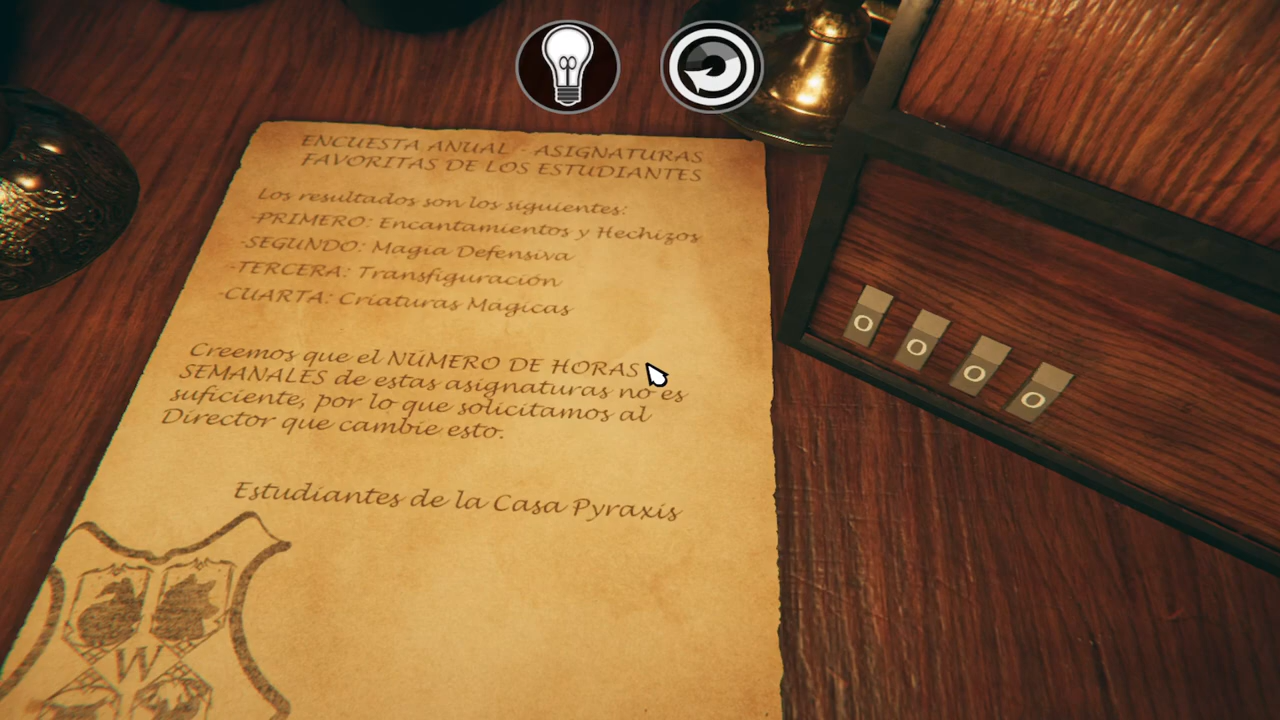 ENCUESTA ANUAL - ASIGNATURAS
FAVORITAS DE LOS ESTUDIANTES
Los resultados son los siguientes:
-PRIMERO: Encantamientos y Hechizos
-SEGUNDO: Magia Defensiva
-TERCERA: Transfiguración
-CUARTA: Criaturas Mágicas
Creemos que el NÚMERO DE HORAS
SEMANALES de estas asignaturas no es
suficiente, por lo que solicitamos al
Director que cambie esto.
Estudiantes de la Casa Pyraxis
W
0 0 0 0